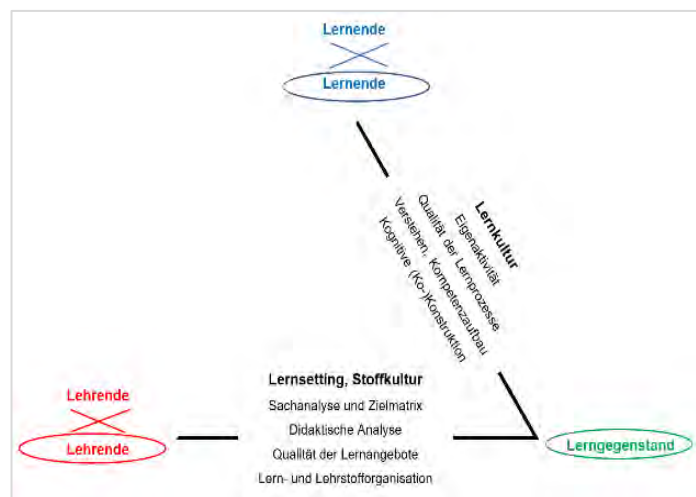 Lernende
Lernende
Lernkultur
Eigenaktivität
Qualität der Lernprozesse
Verstehen, Kompetenzaufbau
Kognitive (Ko-)Konstruktion
Lernsetting, Stoffkultur
Sachanalyse und Zielmatrix
Didaktische Analyse
Qualität der Lernangebote
Lern- und Lehrstofforganisation
Lehrende
Lehrende
Lerngegenstand